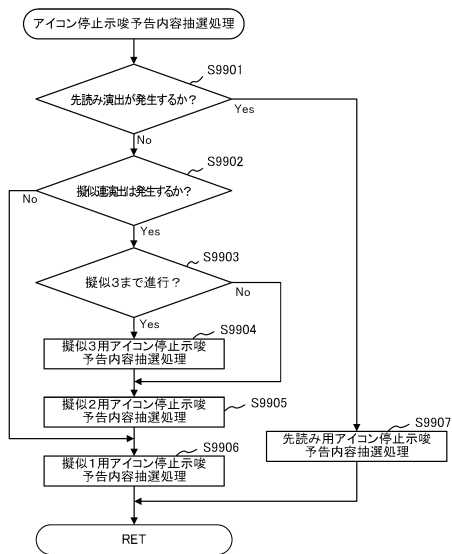 アイコン停止示唆予告内容抽選処理
S9901
先読み演出が発生するか?
Yes
No
S9902
擬似連演出は発生するか?
No
Yes
S9903
擬似3まで進行?
No
Yes
S9904
擬似3用アイコン停止示唆
予告内容抽選処理
S9905
擬似2用アイコン停止示唆
予告内容抽選処理
S9907
先読み用アイコン停止示唆
予告内容抽選処理
S9906
擬似1用アイコン停止示唆
予告内容抽選処理
RET